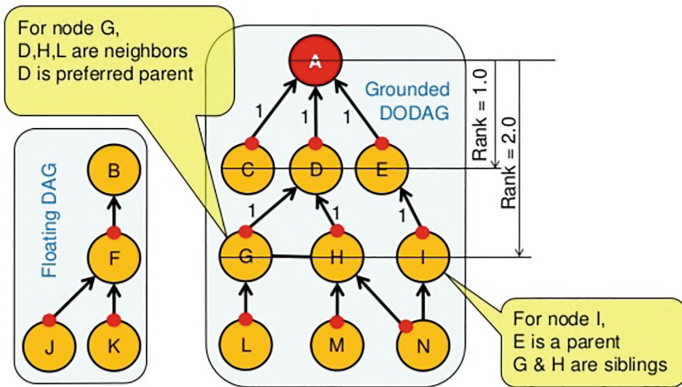 For node G,
D,H,L are neighbors
D is preferred parent
A
Grounded
DODAG
Rank = 1.0
Rank = 2.0
1
1
1
C
D
E
B
Floating DAG
1
1
1
F
G
H
I
J
K
L
M
N
For node I,
E is a parent
G & H are siblings